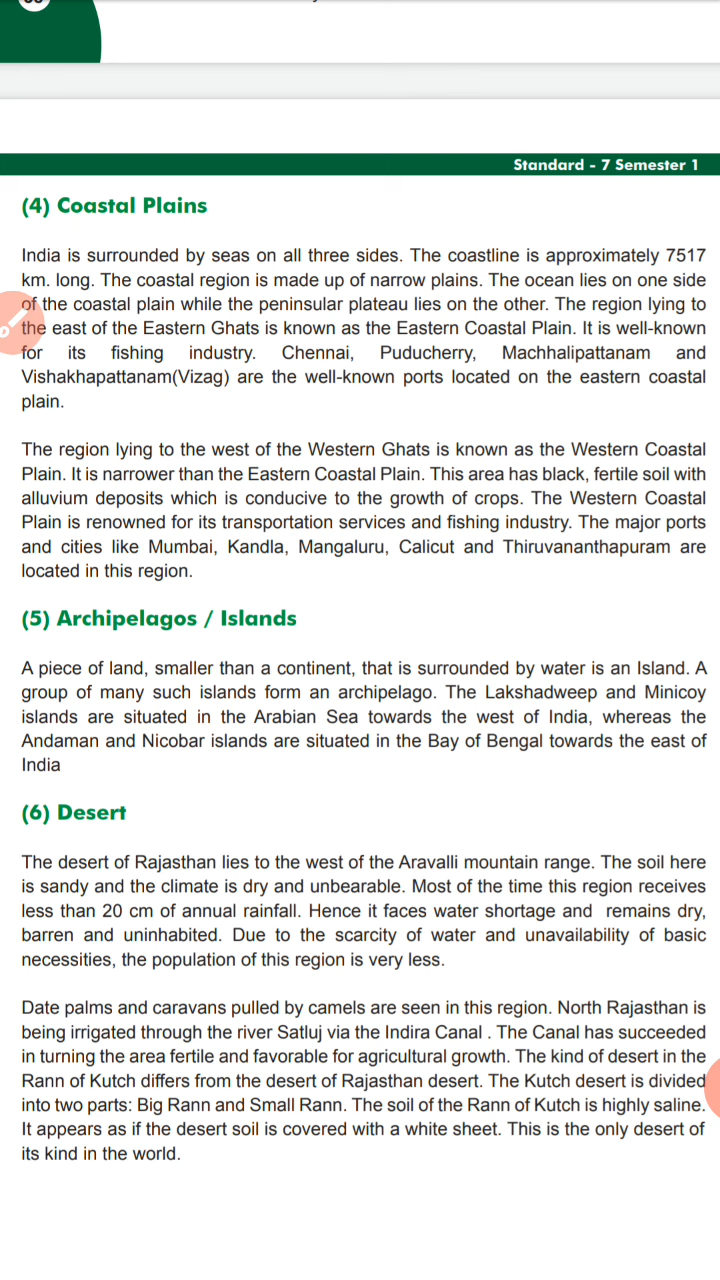 Standard - 7 Semester 1
(4) Coastal Plains
India is surrounded by seas on all three sides. The coastline is approximately 7517
km. long. The coastal region is made up of narrow plains. The ocean lies on one side
of the coastal plain while the peninsular plateau lies on the other. The region lying to
the east of the Eastern Ghats is known as the Eastern Coastal Plain. It is well-known
for its fishing industry. Chennai, Puducherry, Machhalipattanam and
Vishakhapattanam(Vizag) are the well-known ports located on the eastern coastal
plain.
The region lying to the west of the Western Ghats is known as the Western Coastal
Plain. It is narrower than the Eastern Coastal Plain. This area has black, fertile soil with
alluvium deposits which is conducive to the growth of crops. The Western Coastal
Plain is renowned for its transportation services and fishing industry. The major ports
and cities like Mumbai, Kandla, Mangaluru, Calicut and Thiruvananthapuram are
located in this region.
(5) Archipelagos / Islands
A piece of land, smaller than a continent, that is surrounded by water is an Island. A
group of many such islands form an archipelago. The Lakshadweep and Minicoy
islands are situated in the Arabian Sea towards the west of India, whereas the
Andaman and Nicobar islands are situated in the Bay of Bengal towards the east of
India
(6) Desert
The desert of Rajasthan lies to the west of the Aravalli mountain range. The soil here
is sandy and the climate is dry and unbearable. Most of the time this region receives
less than 20 cm of annual rainfall. Hence it faces water shortage and remains dry,
barren and uninhabited. Due to the scarcity of water and unavailability of basic
necessities, the population of this region is very less.
Date palms and caravans pulled by camels are seen in this region. North Rajasthan is
being irrigated through the river Satluj via the Indira Canal . The Canal has succeeded
in turning the area fertile and favorable for agricultural growth. The kind of desert in the
Rann of Kutch differs from the desert of Rajasthan desert. The Kutch desert is divided
into two parts: Big Rann and Small Rann. The soil of the Rann of Kutch is highly saline.
It appears as if the desert soil is covered with a white sheet. This is the only desert of
its kind in the world.